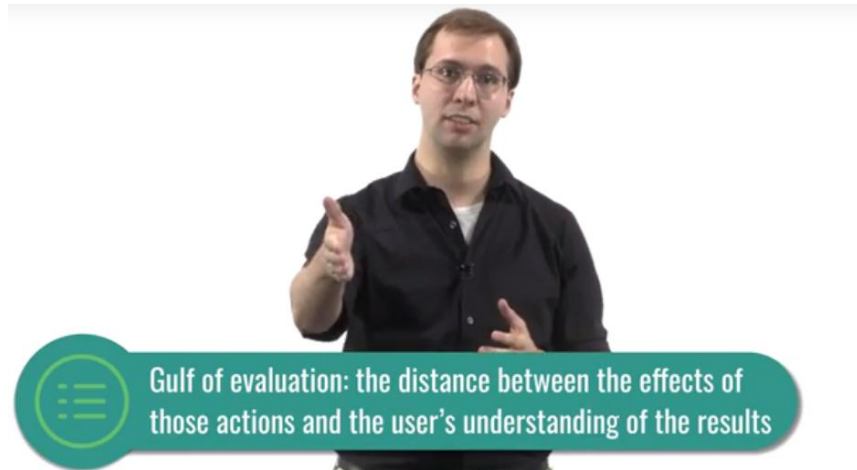 Gulf of evaluation: the distance between the effects of
those actions and the user's understanding of the results